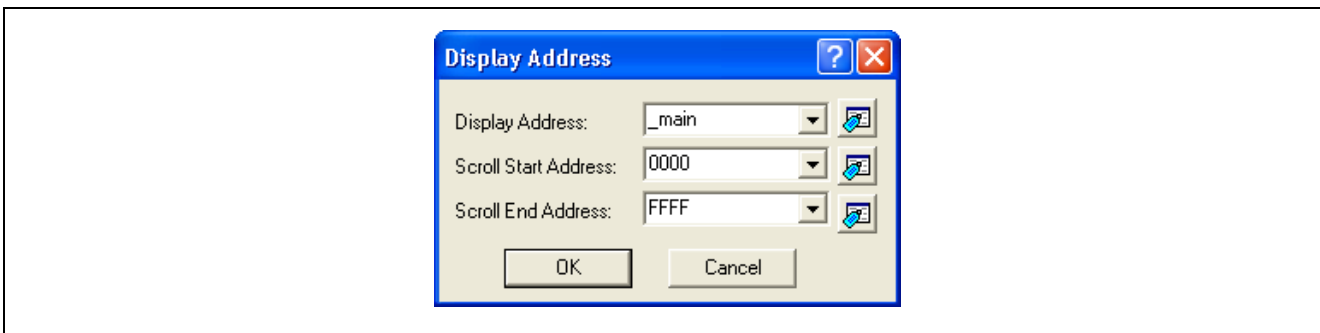 Display Address
Display Address: _main
Scroll Start Address: 0000
Scroll End Address: FFFF
OK Cancel